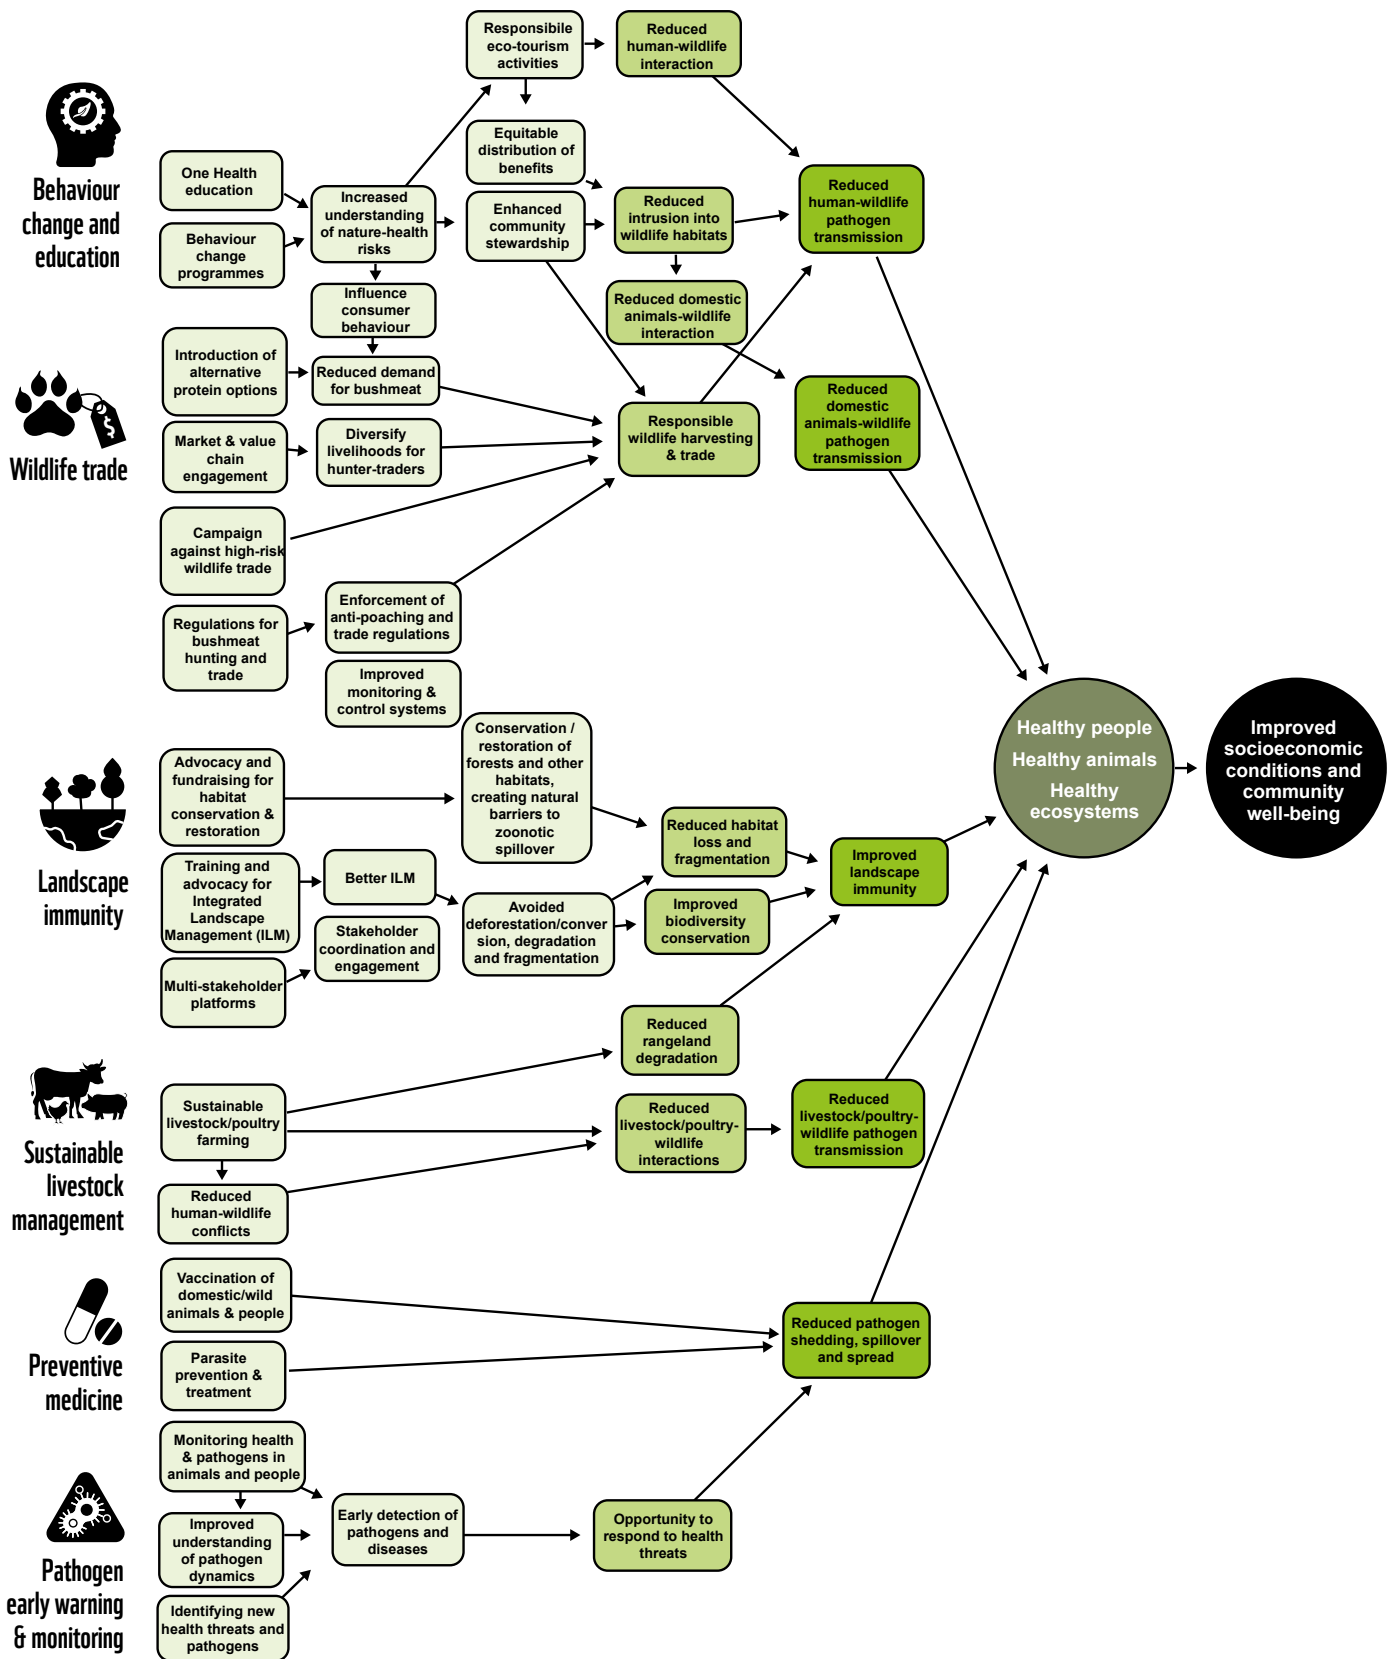 Behaviour
change and
education
One Health
education
Behaviour
change
programmes
Increased
understanding
of nature-health
risks
Influence
consumer
behaviour
Responsibile
eco-tourism
activities
Equitable
distribution of
benefits
Enhanced
community
stewardship
Reduced
human-wildlife
interaction
Reduced
intrusion into
wildlife habitats
Reduced domestic
animals-wildlife
interaction
Reduced
human-wildlife
pathogen
transmission
Reduced
domestic
animals-wildlife
pathogen
transmission
Wildlife trade
Introduction of
alternative
protein options
Reduced demand
for bushmeat
Market & value
chain
engagement
Diversify
livelihoods for
hunter-traders
Campaign
against high-risk
wildlife trade
Regulations for
bushmeat
hunting and
trade
Enforcement of
anti-poaching and
trade regulations
Improved
monitoring &
control systems
Responsible
wildlife harvesting
& trade
Landscape
immunity
Advocacy and
fundraising for
habitat
conservation &
restoration
Training and
advocacy for
Integrated
Landscape
Management (ILM)
Multi-stakeholder
platforms
Better ILM
Stakeholder
coordination and
engagement
Conservation /
restoration of
forests and other
habitats,
creating natural
barriers to
zoonotic
spillover
Avoided
deforestation/conver
sion, degradation
and fragmentation
Reduced habitat
loss and
fragmentation
Improved
biodiversity
conservation
Improved
landscape
immunity
Healthy people
Healthy animals
Healthy
ecosystems
Improved
socioeconomic
conditions and
community
well-being
Sustainable
livestock
management
Sustainable
livestock/poultry
farming
Reduced
human-wildlife
conflicts
Reduced
rangeland
degradation
Reduced
livestock/poultry-
wildlife
interactions
Reduced
livestock/poultry-
wildlife pathogen
transmission
Preventive
medicine
Vaccination of
domestic/wild
animals & people
Parasite
prevention &
treatment
Reduced pathogen
shedding, spillover
and spread
Pathogen
early warning
& monitoring
Monitoring health
& pathogens in
animals and people
Improved
understanding
of pathogen
dynamics
Identifying new
health threats and
pathogens
Early detection of
pathogens and
diseases
Opportunity to
respond to health
threats